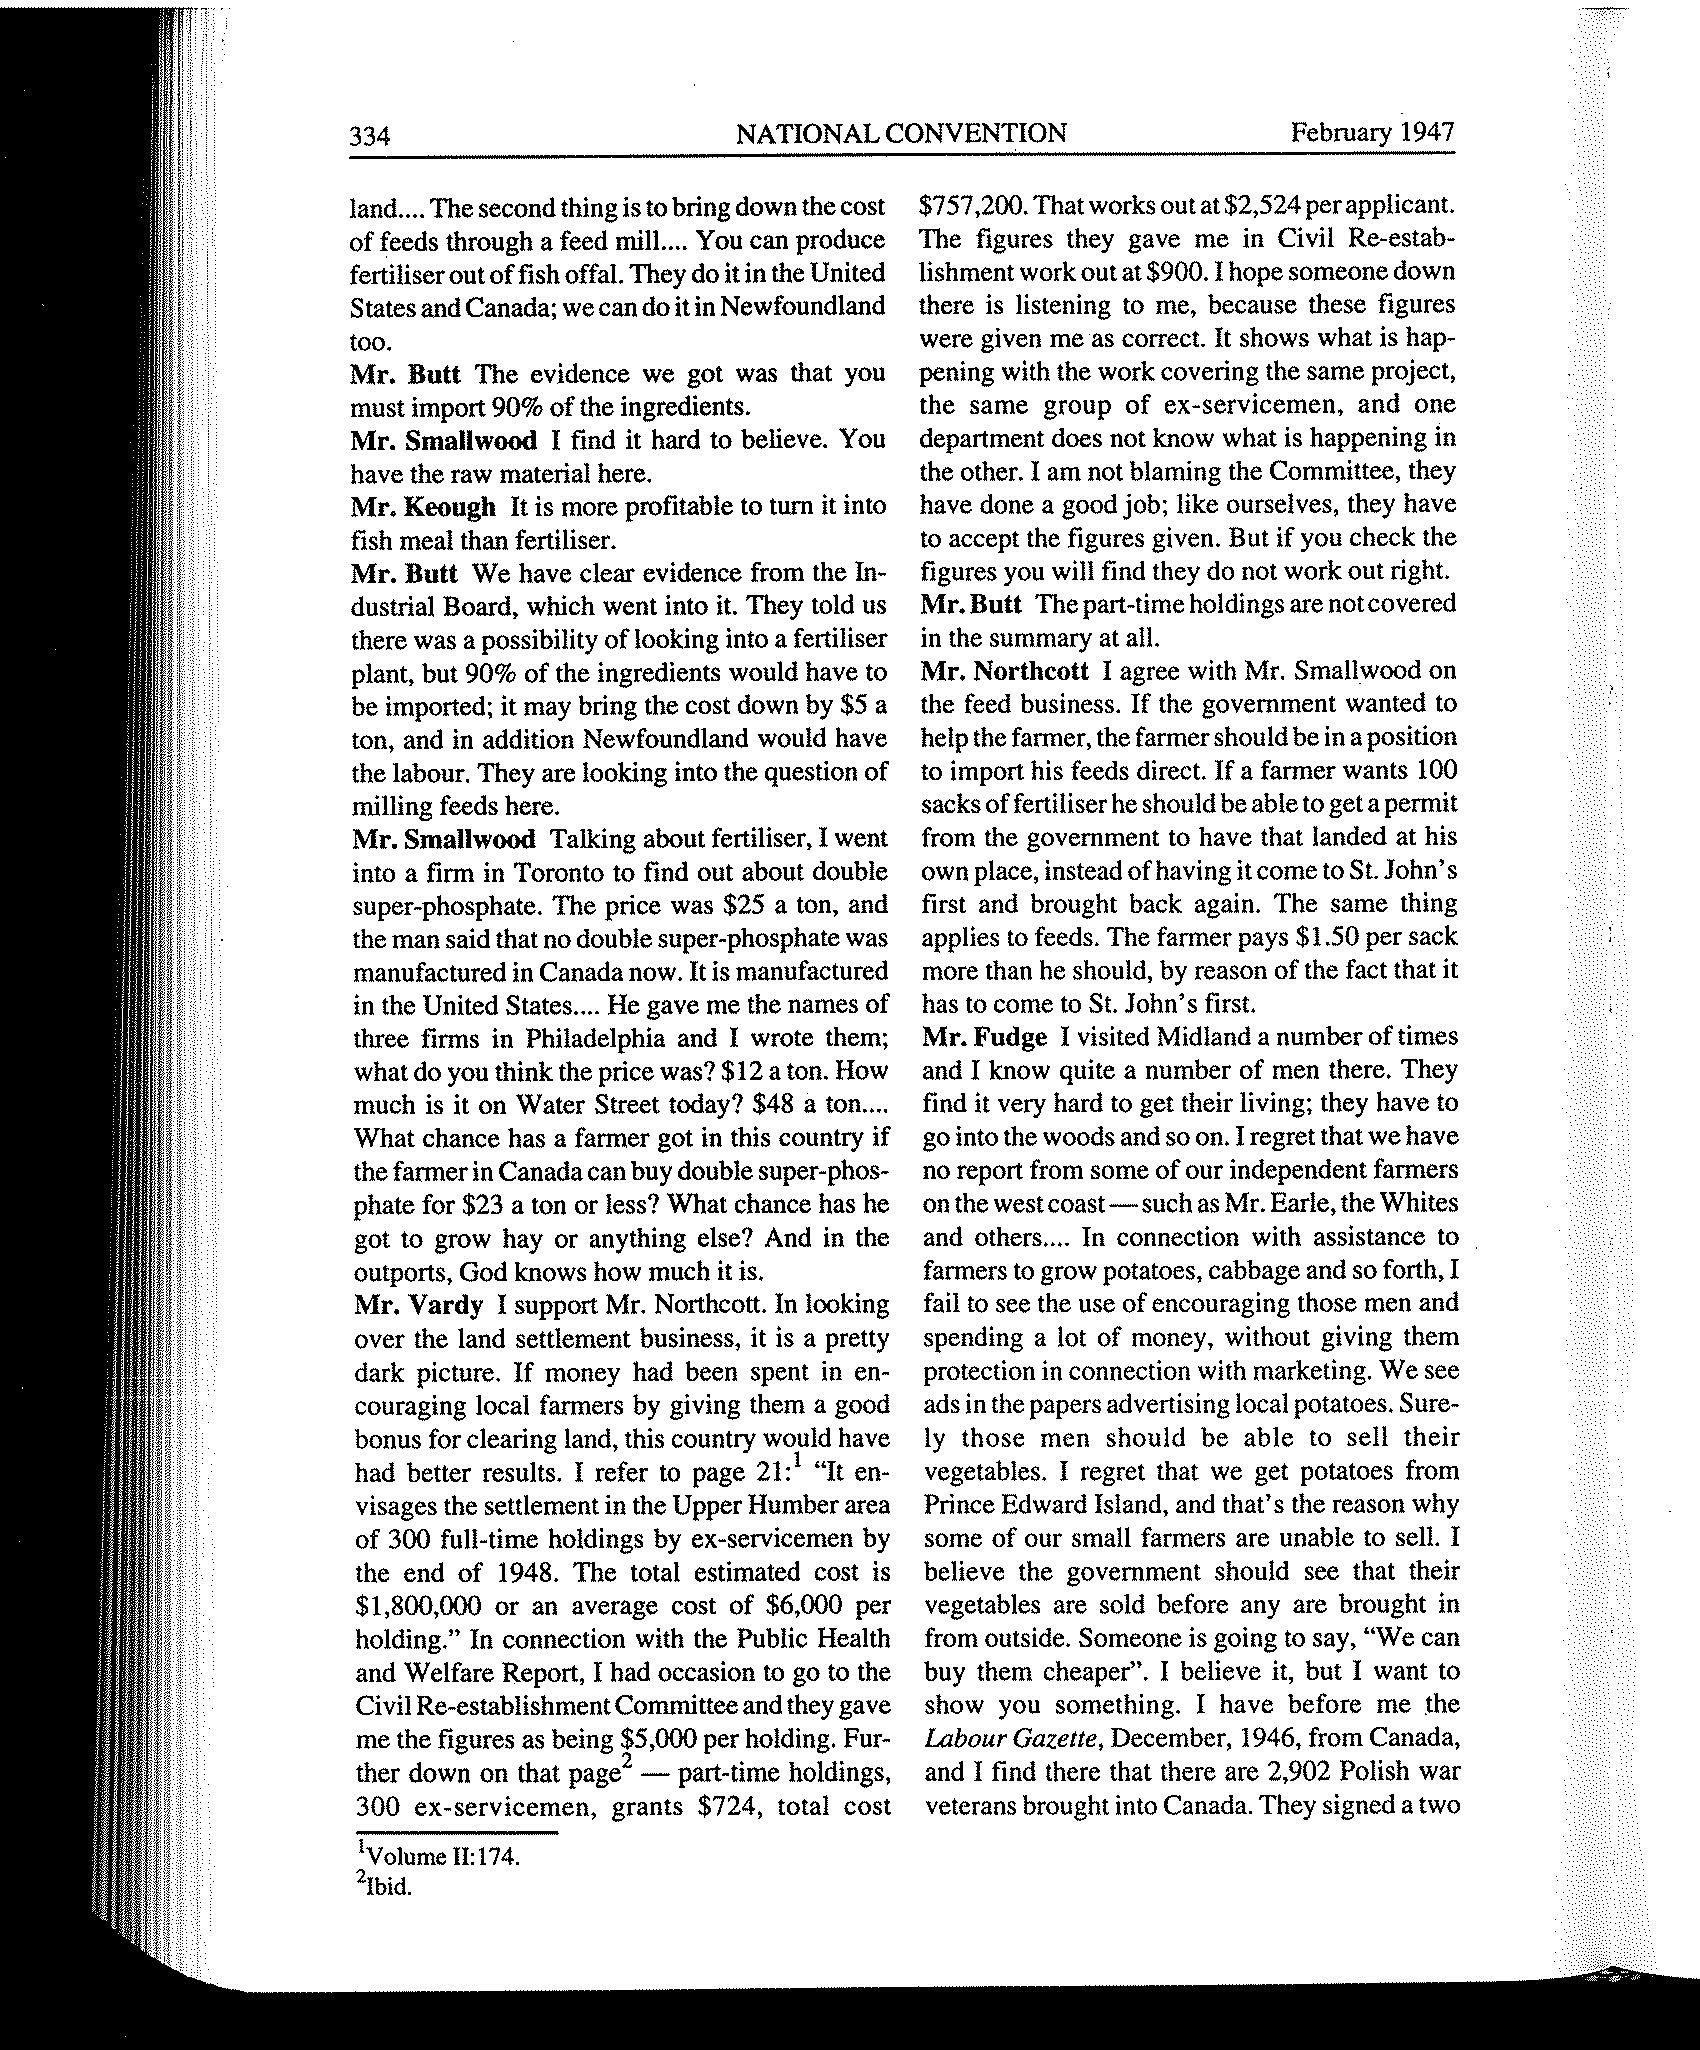 334 NATIONAL CONVENTION February 1947
land.... The second thing is to bring down the cost
of feeds through a feed mill.... You can produce
fertiliser out of fish offal. They do it in the United
States and Canada; we can do it in Newfoundland
too.
Mr. Butt The evidence we got was that you
must import 90% of the ingredients.
Mr. Smallwood I find it hard to believe. You
have the raw material here.
Mr. Keough It is more profitable to turn it into
fish meal than fertiliser.
Mr. Butt We have clear evidence from the In-
dustrial Board, which went into it. They told us
there was a possibility of looking into a fertiliser
plant, but 90% of the ingredients would have to
be imported; it may bring the cost down by $5 a
ton, and in addition Newfoundland would have
the labour. They are looking into the question of
milling feeds here.
Mr. Smallwood Talking about fertiliser, I went
into a firm in Toronto to find out about double
super-phosphate. The price was $25 a ton, and
the man said that no double super-phosphate was
manufactured in Canada now. It is manufactured
in the United States.... He gave me the names of
three firms in Philadelphia and I wrote them;
what do you think the price was? $12 a ton. How
much is it on Water Street today? $48 a ton....
What chance has a farmer got in this country if
the farmer in Canada can buy double super-phos-
phate for $23 a ton or less? What chance has he
got to grow hay or anything else? And in the
outports, God knows how much it is.
Mr. Vardy I support Mr. Northcott. In looking
over the land settlement business, it is a pretty
dark picture. If money had been spent in en-
couraging local farmers by giving them a good
bonus for clearing land, this country would have
had better results. I refer to page 21:1 “It en-
visages the settlement in the Upper Humber area
of 300 full-time holdings by ex-servicemen by
the end of 1948. The total estimated cost is
$1,800,000 or an average cost of $6,000 per
holding.” In connection with the Public Health
and Welfare Report, I had occasion to go to the
Civil Re-establishment Committee and they gave
me the figures as being $5,000 per holding. Fur-
ther down on that page2 — part-time holdings,
300 ex-servicemen, grants $724, total cost
1Volume II:174.
2Ibid.
$757,200. That works out at $2,524 per applicant.
The figures they gave me in Civil Re-estab-
lishment work out at $900. I hope someone down
there is listening to me, because these figures
were given me as correct. It shows what is hap-
pening with the work covering the same project,
the same group of ex-servicemen, and one
department does not know what is happening in
the other. I am not blaming the Committee, they
have done a good job; like ourselves, they have
to accept the figures given. But if you check the
figures you will find they do not work out right.
Mr. Butt The part-time holdings are not covered
in the summary at all.
Mr. Northcott I agree with Mr. Smallwood on
the feed business. If the government wanted to
help the farmer, the farmer should be in a position
to import his feeds direct. If a farmer wants 100
sacks of fertiliser he should be able to get a permit
from the government to have that landed at his
own place, instead of having it come to St. John's
first and brought back again. The same thing
applies to feeds. The farmer pays $1.50 per sack
more than he should, by reason of the fact that it
has to come to St. John's first.
Mr. Fudge I visited Midland a number of times
and I know quite a number of men there. They
find it very hard to get their living; they have to
go into the woods and so on. I regret that we have
no report from some of our independent farmers
on the west coast — such as Mr. Earle, the Whites
and others.... In connection with assistance to
farmers to grow potatoes, cabbage and so forth, I
fail to see the use of encouraging those men and
spending a lot of money, without giving them
protection in connection with marketing. We see
ads in the papers advertising local potatoes. Sure-
ly those men should be able to sell their
vegetables. I regret that we get potatoes from
Prince Edward Island, and that's the reason why
some of our small farmers are unable to sell. I
believe the government should see that their
vegetables are sold before any are brought in
from outside. Someone is going to say, “We can
buy them cheaper”. I believe it, but I want to
show you something. I have before me the
Labour Gazette, December, 1946, from Canada,
and I find there that there are 2,902 Polish war
veterans brought into Canada. They signed a two